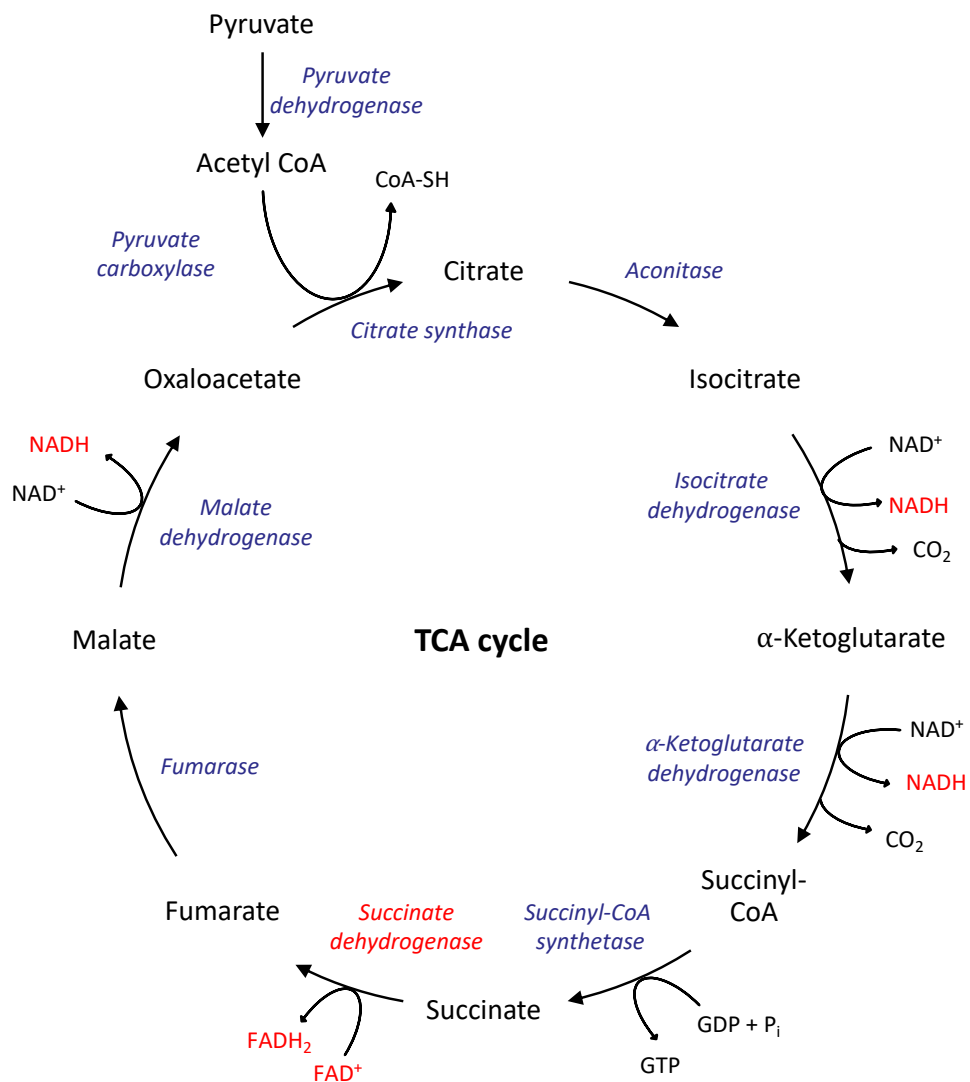 Pyruvate
Pyruvate
dehydrogenase
Acetyl CoA
CoA-SH
Pyruvate
carboxylase
Citrate
Aconitase
Citrate synthase
Oxaloacetate
Isocitrate
NADH
NAD⁺
Malate
dehydrogenase
NAD⁺
Isocitrate
dehydrogenase
NADH
CO₂
Malate
TCA cycle
α-Ketoglutarate
Fumarase
α-Ketoglutarate
dehydrogenase
NAD⁺
NADH
CO₂
Succinyl-
CoA
Fumarate
Succinate
dehydrogenase
Succinyl-CoA
synthetase
Succinate
FADH₂
FAD⁺
GDP + Pᵢ
GTP